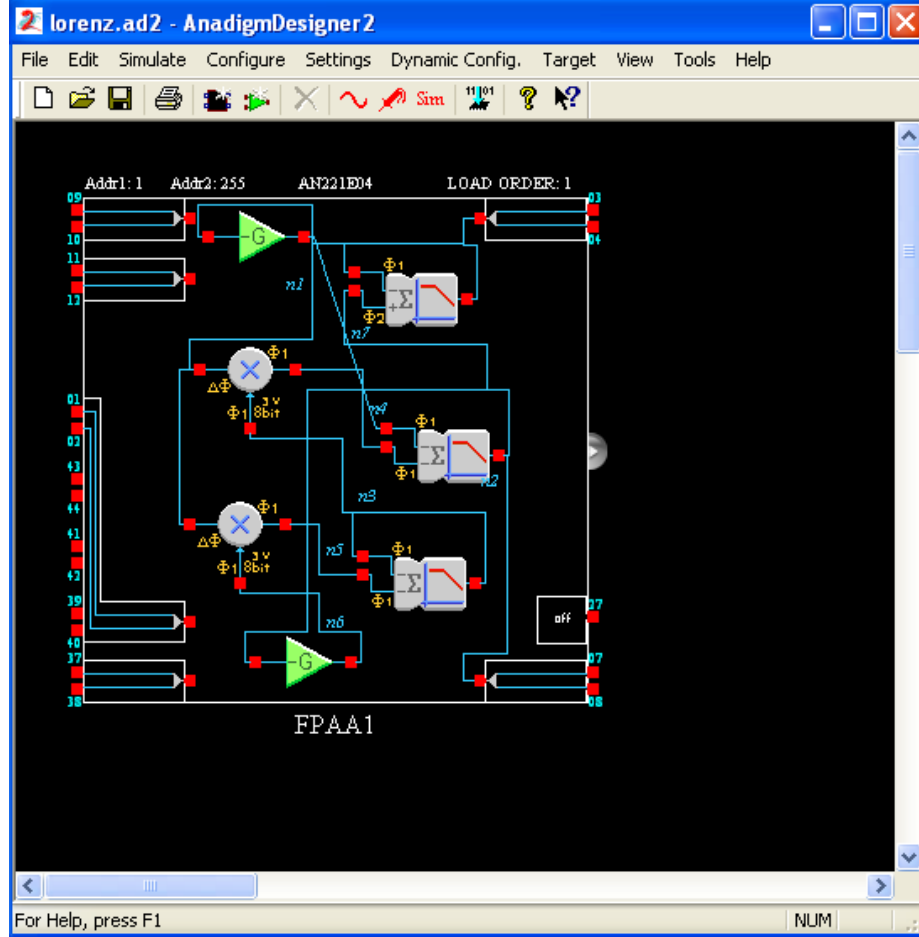 lorenz.ad2 - AnadigmDesigner2
File Edit Simulate Configure Settings Dynamic Config. Target View Tools Help
Sim 11101
Addr1: 1 Addr2: 255 AN221E04 LOAD ORDER: 1
09 03
-G
10 04
11 Φ1
n1
12 - Σ +
Φ2
n7
Φ1
×
ΔΦ
01 3V
Φ1 8bit n4 Φ1
02
-Σ-
43 Φ1 n2
n3
44 Φ1
×
41 ΔΦ n5 Φ1
3V
Φ1 8bit
42 -Σ-
39 Φ1 27
n6 off
40
37 -G 07
38 08
FPAA1
For Help, press F1 NUM